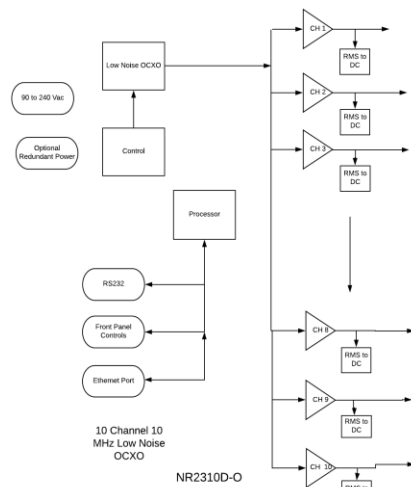 CH 1
Low Noise OCXO
RMS to
DC
90 to 240 Vac
CH 2
RMS to
DC
Optional
Redundant Power
Control
CH 3
RMS to
DC
Processor
RS232
Front Panel
Controls
CH 8
RMS to
DC
Ethernet Port
CH 9
RMS to
DC
10 Channel 10
MHz Low Noise
OCXO
NR2310D-O
CH 10
RMS to